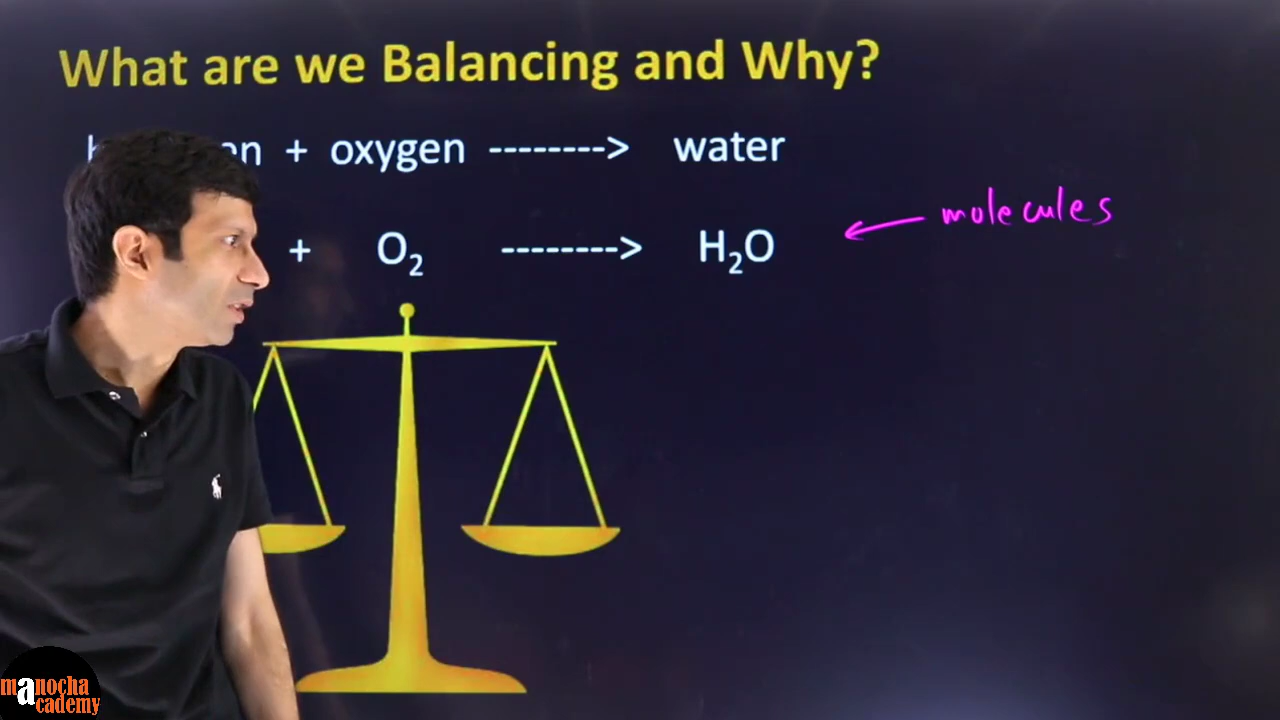 What are we Balancing and Why?
+ oxygen --------> water
+ O₂ --------> H₂O
molecules
manocha
academy